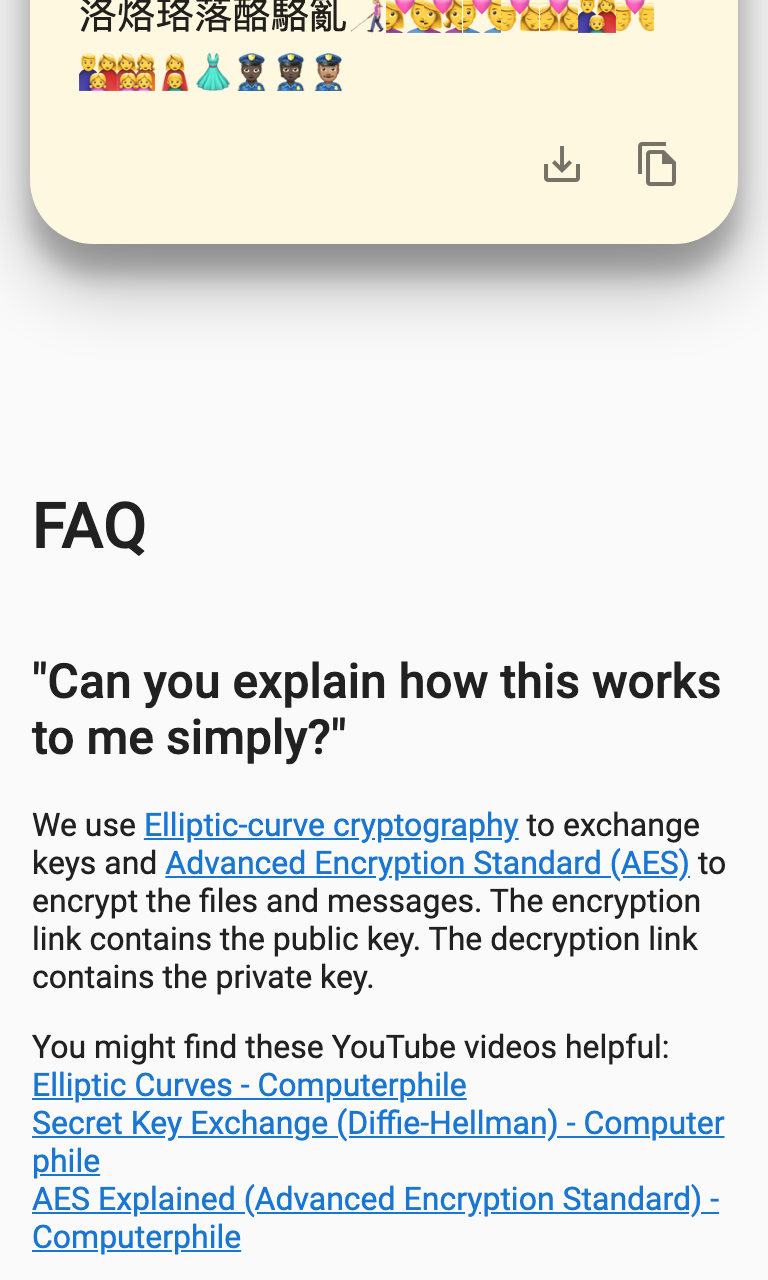 洛烙珞落酪駱亂
FAQ
"Can you explain how this works
to me simply?"
We use Elliptic-curve cryptography to exchange
keys and Advanced Encryption Standard (AES) to
encrypt the files and messages. The encryption
link contains the public key. The decryption link
contains the private key.
You might find these YouTube videos helpful:
Elliptic Curves - Computerphile
Secret Key Exchange (Diffie-Hellman) - Computer
phile
AES Explained (Advanced Encryption Standard) -
Computerphile